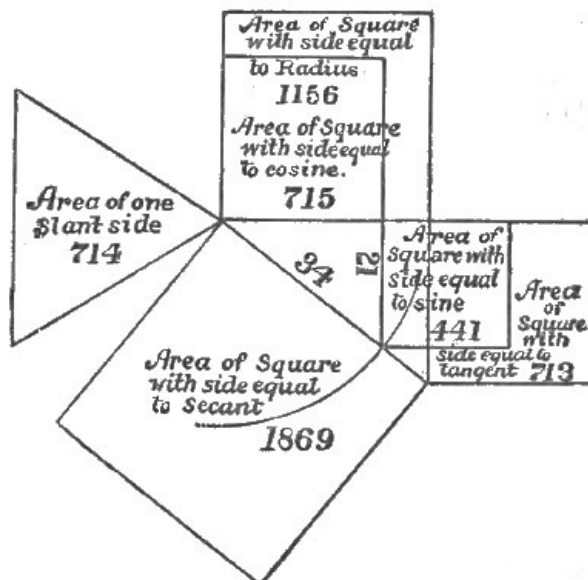 Area of Square
with side equal
to Radius
1156
Area of Square
with side equal
to cosine.
715
Area of one
Slant side
714
34
21
Area of
Square with
side equal
to sine
441
Area
of
Square
with
side equal to
tangent 713
Area of Square
with side equal
to Secant
1869